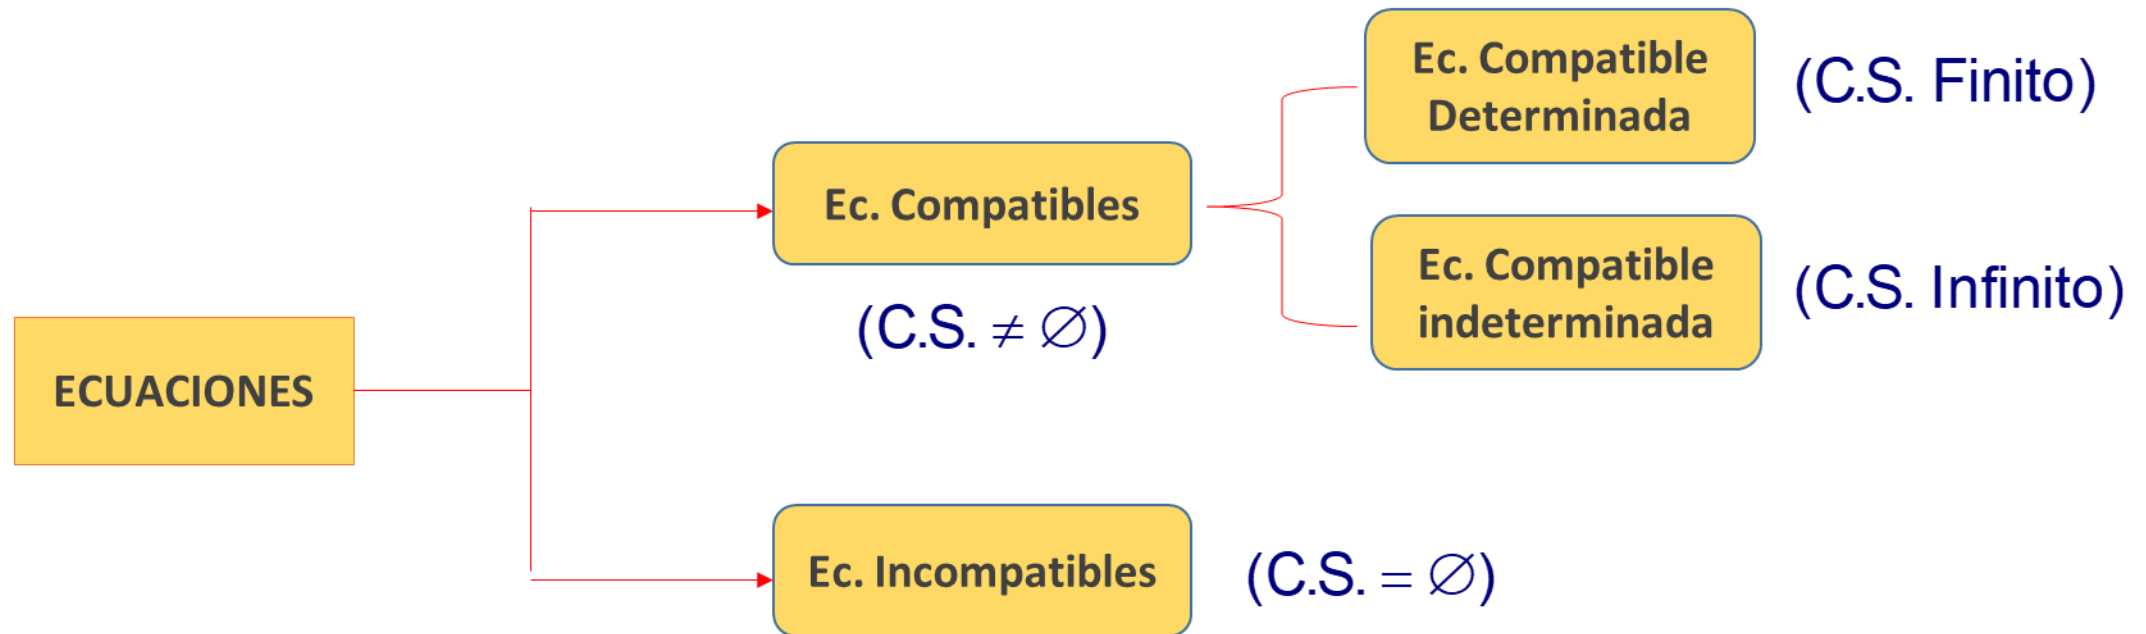 ECUACIONES
Ec. Compatibles
(C.S. ≠ ∅)
Ec. Compatible
Determinada
(C.S. Finito)
Ec. Compatible
indeterminada
(C.S. Infinito)
Ec. Incompatibles
(C.S. = ∅)